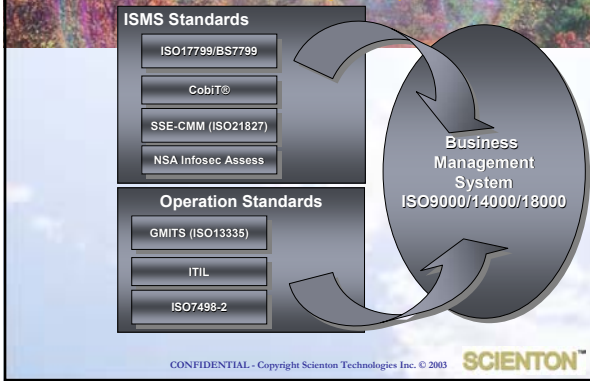 ISMS Standards
ISO17799/BS7799
CobiT®
SSE-CMM (ISO21827)
NSA Infosec Assess
Operation Standards
GMITS (ISO13335)
ITIL
ISO7498-2
Business
Management
System
ISO9000/14000/18000
CONFIDENTIAL - Copyright Scienton Technologies Inc. © 2003
SCIENTON™